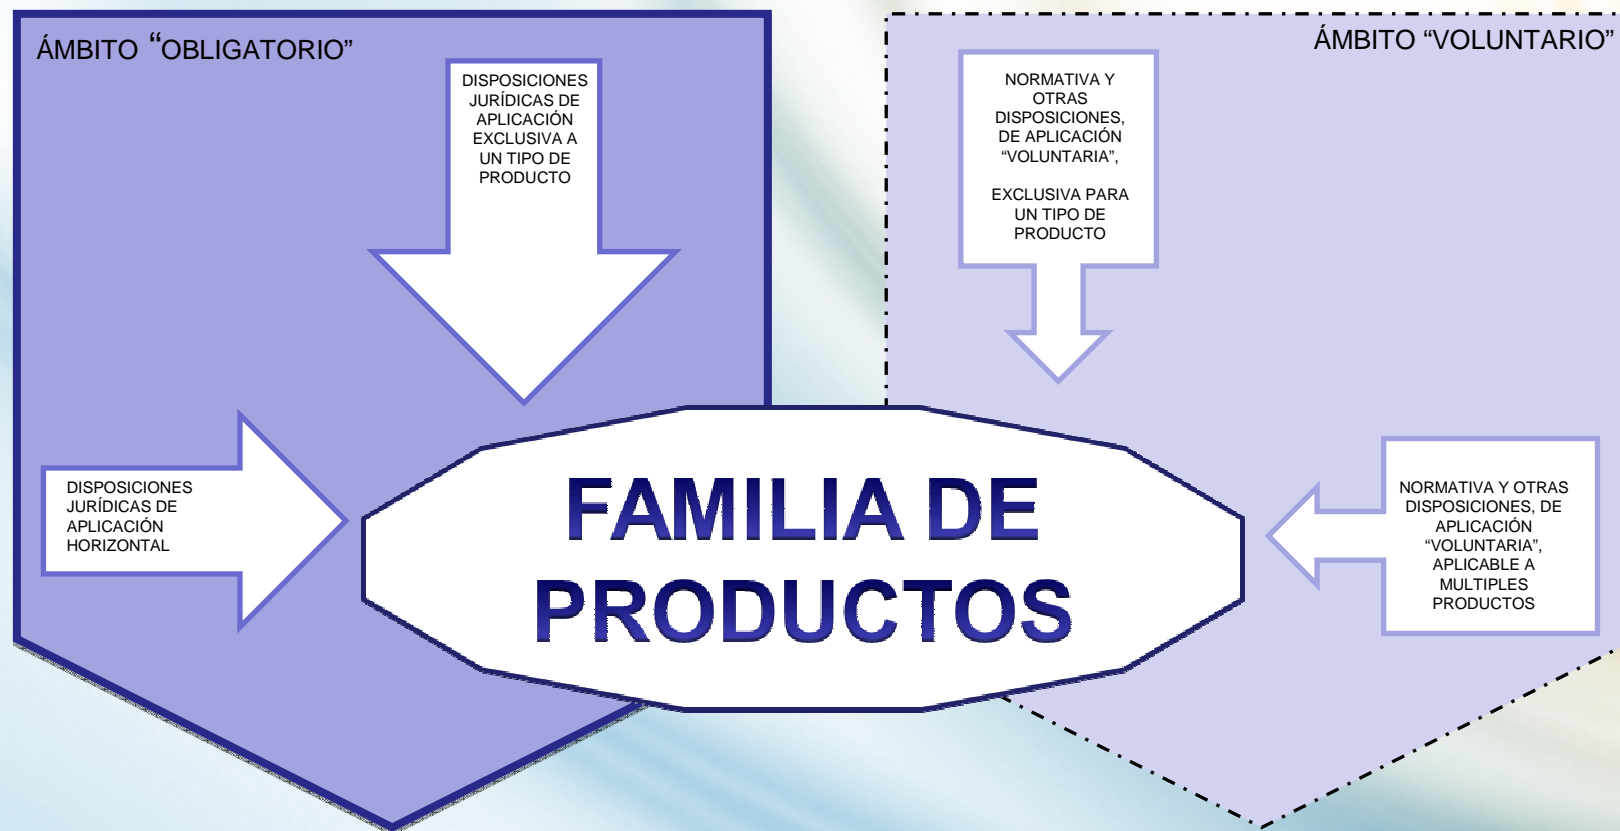 ÁMBITO “OBLIGATORIO”
DISPOSICIONES
JURÍDICAS DE
APLICACIÓN
EXCLUSIVA A
UN TIPO DE
PRODUCTO
DISPOSICIONES
JURÍDICAS DE
APLICACIÓN
HORIZONTAL
ÁMBITO “VOLUNTARIO”
NORMATIVA Y
OTRAS
DISPOSICIONES,
DE APLICACIÓN
“VOLUNTARIA”,
EXCLUSIVA PARA
UN TIPO DE
PRODUCTO
NORMATIVA Y OTRAS
DISPOSICIONES, DE
APLICACIÓN
“VOLUNTARIA”,
APLICABLE A
MULTIPLES
PRODUCTOS
FAMILIA DE
PRODUCTOS